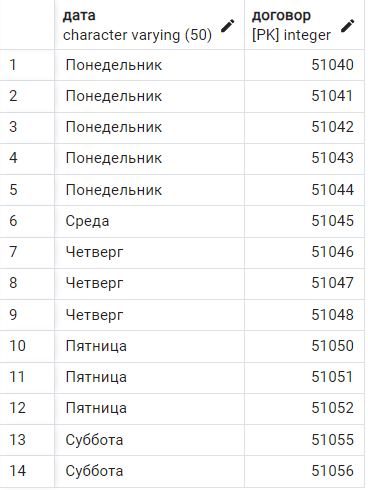 дата договор
character varying (50) [PK] integer
1 Понедельник 51040
2 Понедельник 51041
3 Понедельник 51042
4 Понедельник 51043
5 Понедельник 51044
6 Среда 51045
7 Четверг 51046
8 Четверг 51047
9 Четверг 51048
10 Пятница 51050
11 Пятница 51051
12 Пятница 51052
13 Суббота 51055
14 Суббота 51056